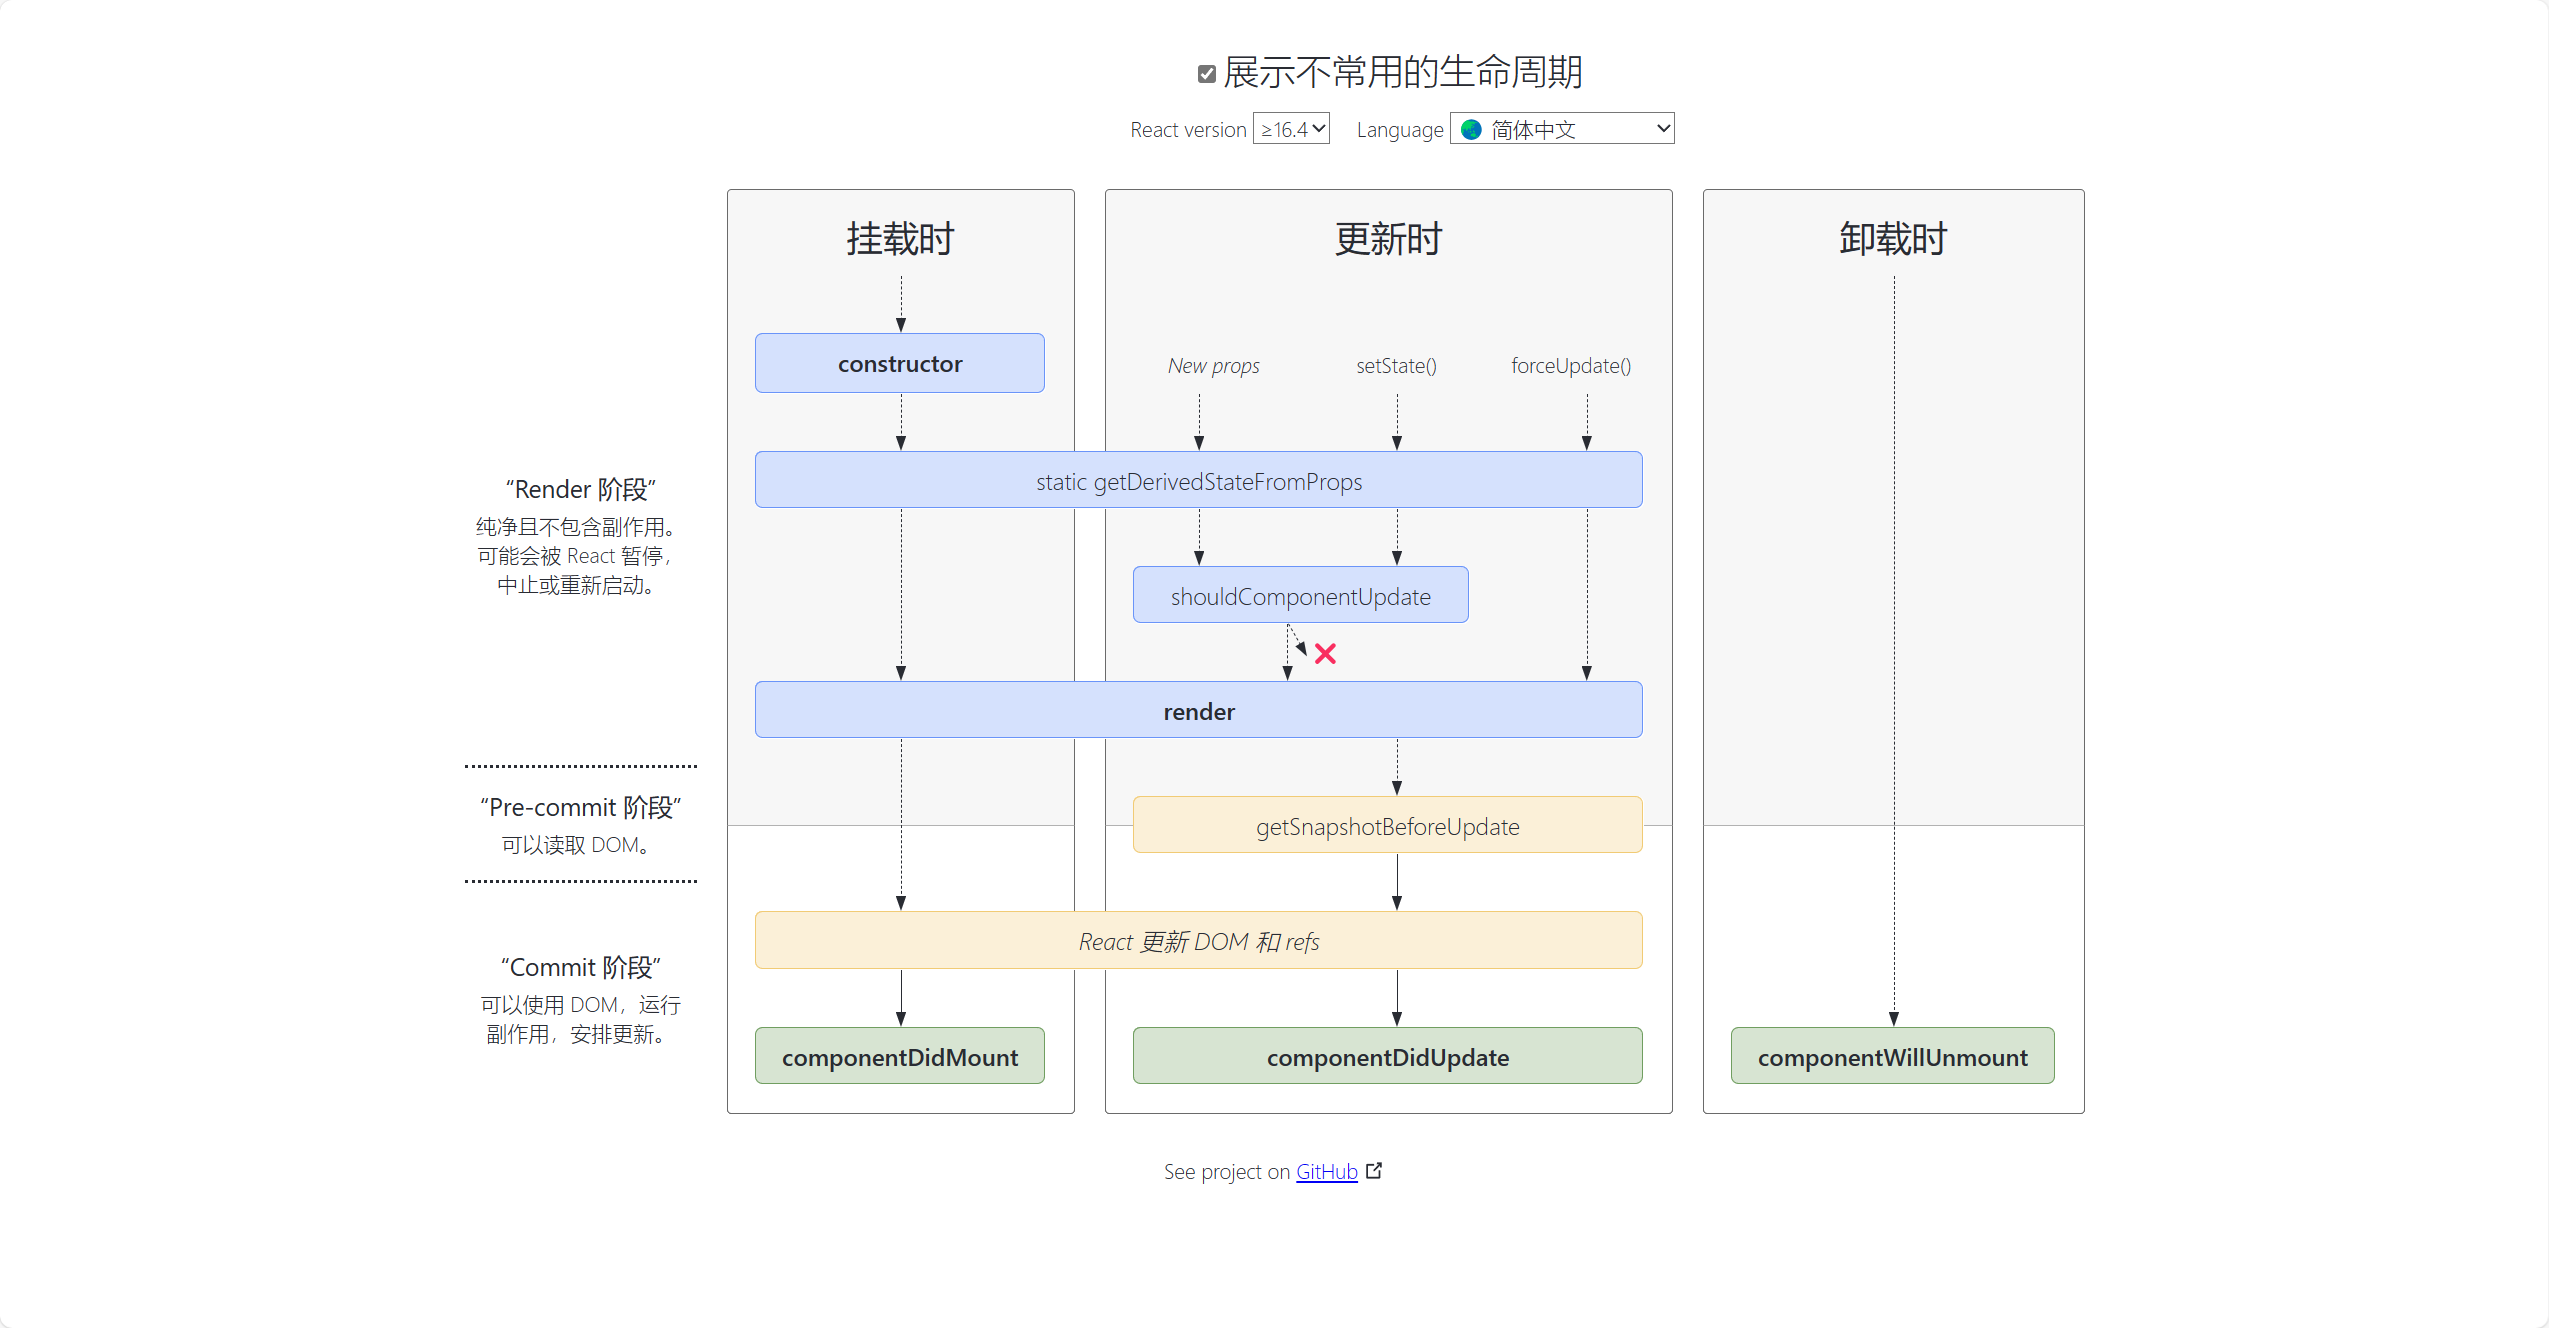 展示不常用的生命周期
React version ≥16.4 Language 简体中文
挂载时 更新时 卸载时
constructor New props setState() forceUpdate()
static getDerivedStateFromProps
“Render 阶段”
纯净且不包含副作用。
可能会被 React 暂停，
中止或重新启动。
shouldComponentUpdate
render
“Pre-commit 阶段”
可以读取 DOM。
getSnapshotBeforeUpdate
React 更新 DOM 和 refs
“Commit 阶段”
可以使用 DOM，运行
副作用，安排更新。
componentDidMount componentDidUpdate componentWillUnmount
See project on GitHub